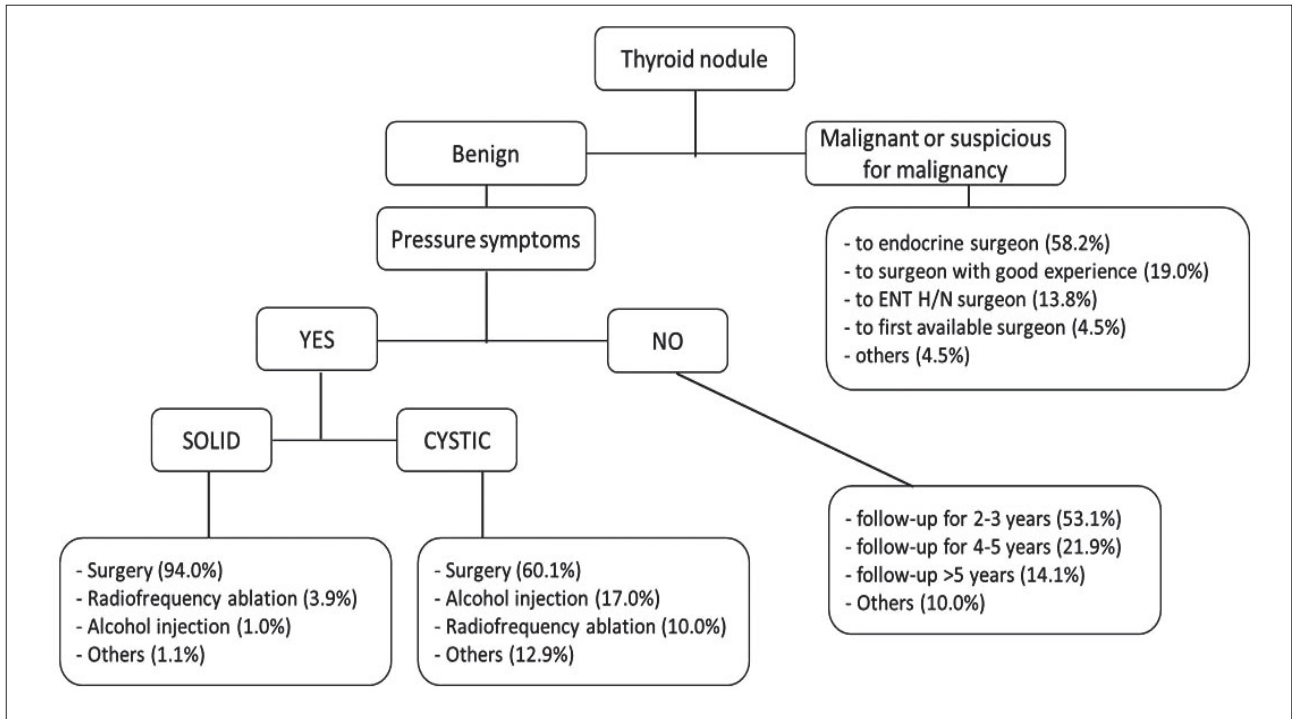 Thyroid nodule
Benign
Malignant or suspicious
for malignancy
Pressure symptoms
- to endocrine surgeon (58.2%)
- to surgeon with good experience (19.0%)
- to ENT H/N surgeon (13.8%)
- to first available surgeon (4.5%)
- others (4.5%)
YES
NO
SOLID
CYSTIC
- Surgery (94.0%)
- Radiofrequency ablation (3.9%)
- Alcohol injection (1.0%)
- Others (1.1%)
- Surgery (60.1%)
- Alcohol injection (17.0%)
- Radiofrequency ablation (10.0%)
- Others (12.9%)
- follow-up for 2-3 years (53.1%)
- follow-up for 4-5 years (21.9%)
- follow-up >5 years (14.1%)
- Others (10.0%)